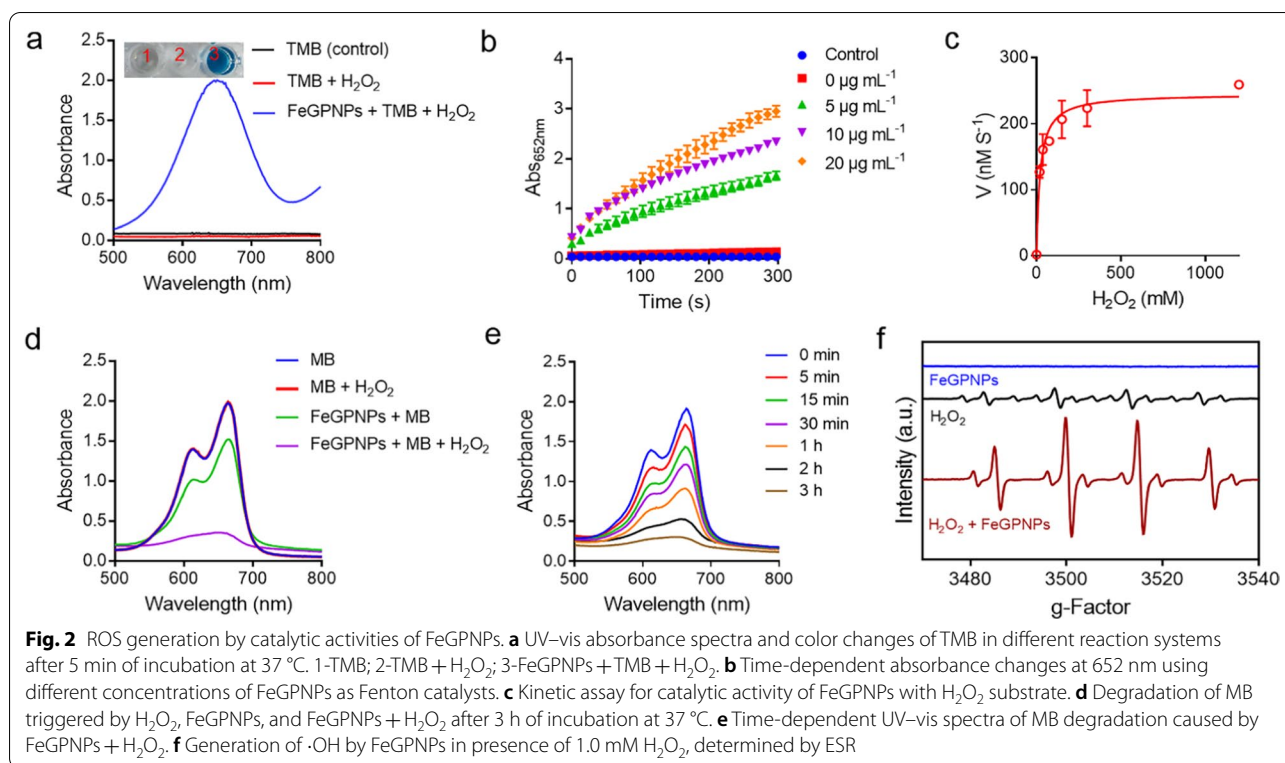 a
2.5
2.0
1.5
1.0
0.5
0.0
500
600
700
800
Absorbance
Wavelength (nm)
1
2
3
TMB (control)
TMB + H₂O₂
FeGPNPs + TMB + H₂O₂
b
4
3
2
1
0
0
100
200
300
Abs₆₅₂ₙₘ
Time (s)
Control
0 µg mL⁻¹
5 µg mL⁻¹
10 µg mL⁻¹
20 µg mL⁻¹
c
300
200
100
0
0
500
1000
V (nM S⁻¹)
H₂O₂ (mM)
d
2.5
2.0
1.5
1.0
0.5
0.0
500
600
700
800
Absorbance
Wavelength (nm)
MB
MB + H₂O₂
FeGPNPs + MB
FeGPNPs + MB + H₂O₂
e
2.5
2.0
1.5
1.0
0.5
0.0
500
600
700
800
Absorbance
Wavelength (nm)
0 min
5 min
15 min
30 min
1 h
2 h
3 h
f
Intensity (a.u.)
FeGPNPs
H₂O₂
H₂O₂ + FeGPNPs
3480
3500
3520
3540
g-Factor
Fig. 2 ROS generation by catalytic activities of FeGPNPs. a UV–vis absorbance spectra and color changes of TMB in different reaction systems
after 5 min of incubation at 37 °C. 1-TMB; 2-TMB + H₂O₂; 3-FeGPNPs + TMB + H₂O₂. b Time-dependent absorbance changes at 652 nm using
different concentrations of FeGPNPs as Fenton catalysts. c Kinetic assay for catalytic activity of FeGPNPs with H₂O₂ substrate. d Degradation of MB
triggered by H₂O₂, FeGPNPs, and FeGPNPs + H₂O₂ after 3 h of incubation at 37 °C. e Time-dependent UV–vis spectra of MB degradation caused by
FeGPNPs + H₂O₂. f Generation of ·OH by FeGPNPs in presence of 1.0 mM H₂O₂, determined by ESR